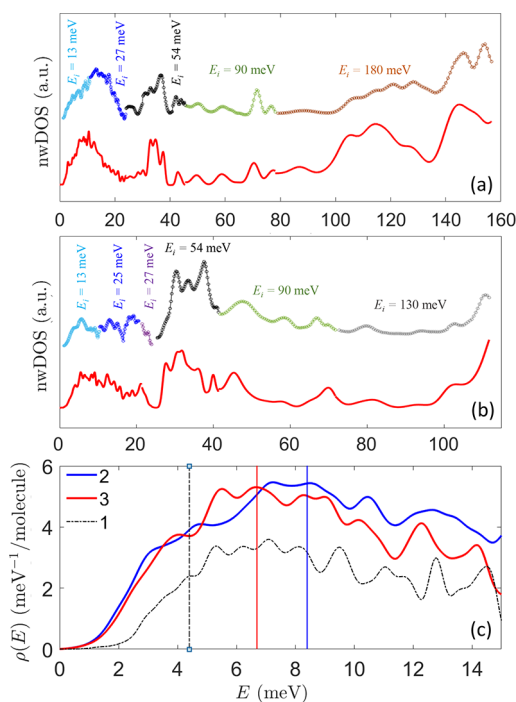 nwDOS (a.u.)
E_i = 13 meV
E_i = 27 meV
E_i = 54 meV
E_i = 90 meV
E_i = 180 meV
(a)
0 20 40 60 80 100 120 140 160
nwDOS (a.u.)
E_i = 13 meV
E_i = 25 meV
E_i = 27 meV
E_i = 54 meV
E_i = 90 meV
E_i = 130 meV
(b)
0 20 40 60 80 100
ρ(E) (meV⁻¹/molecule)
6
4
2
0
2
3
1
(c)
0 2 4 6 8 10 12 14
E (meV)